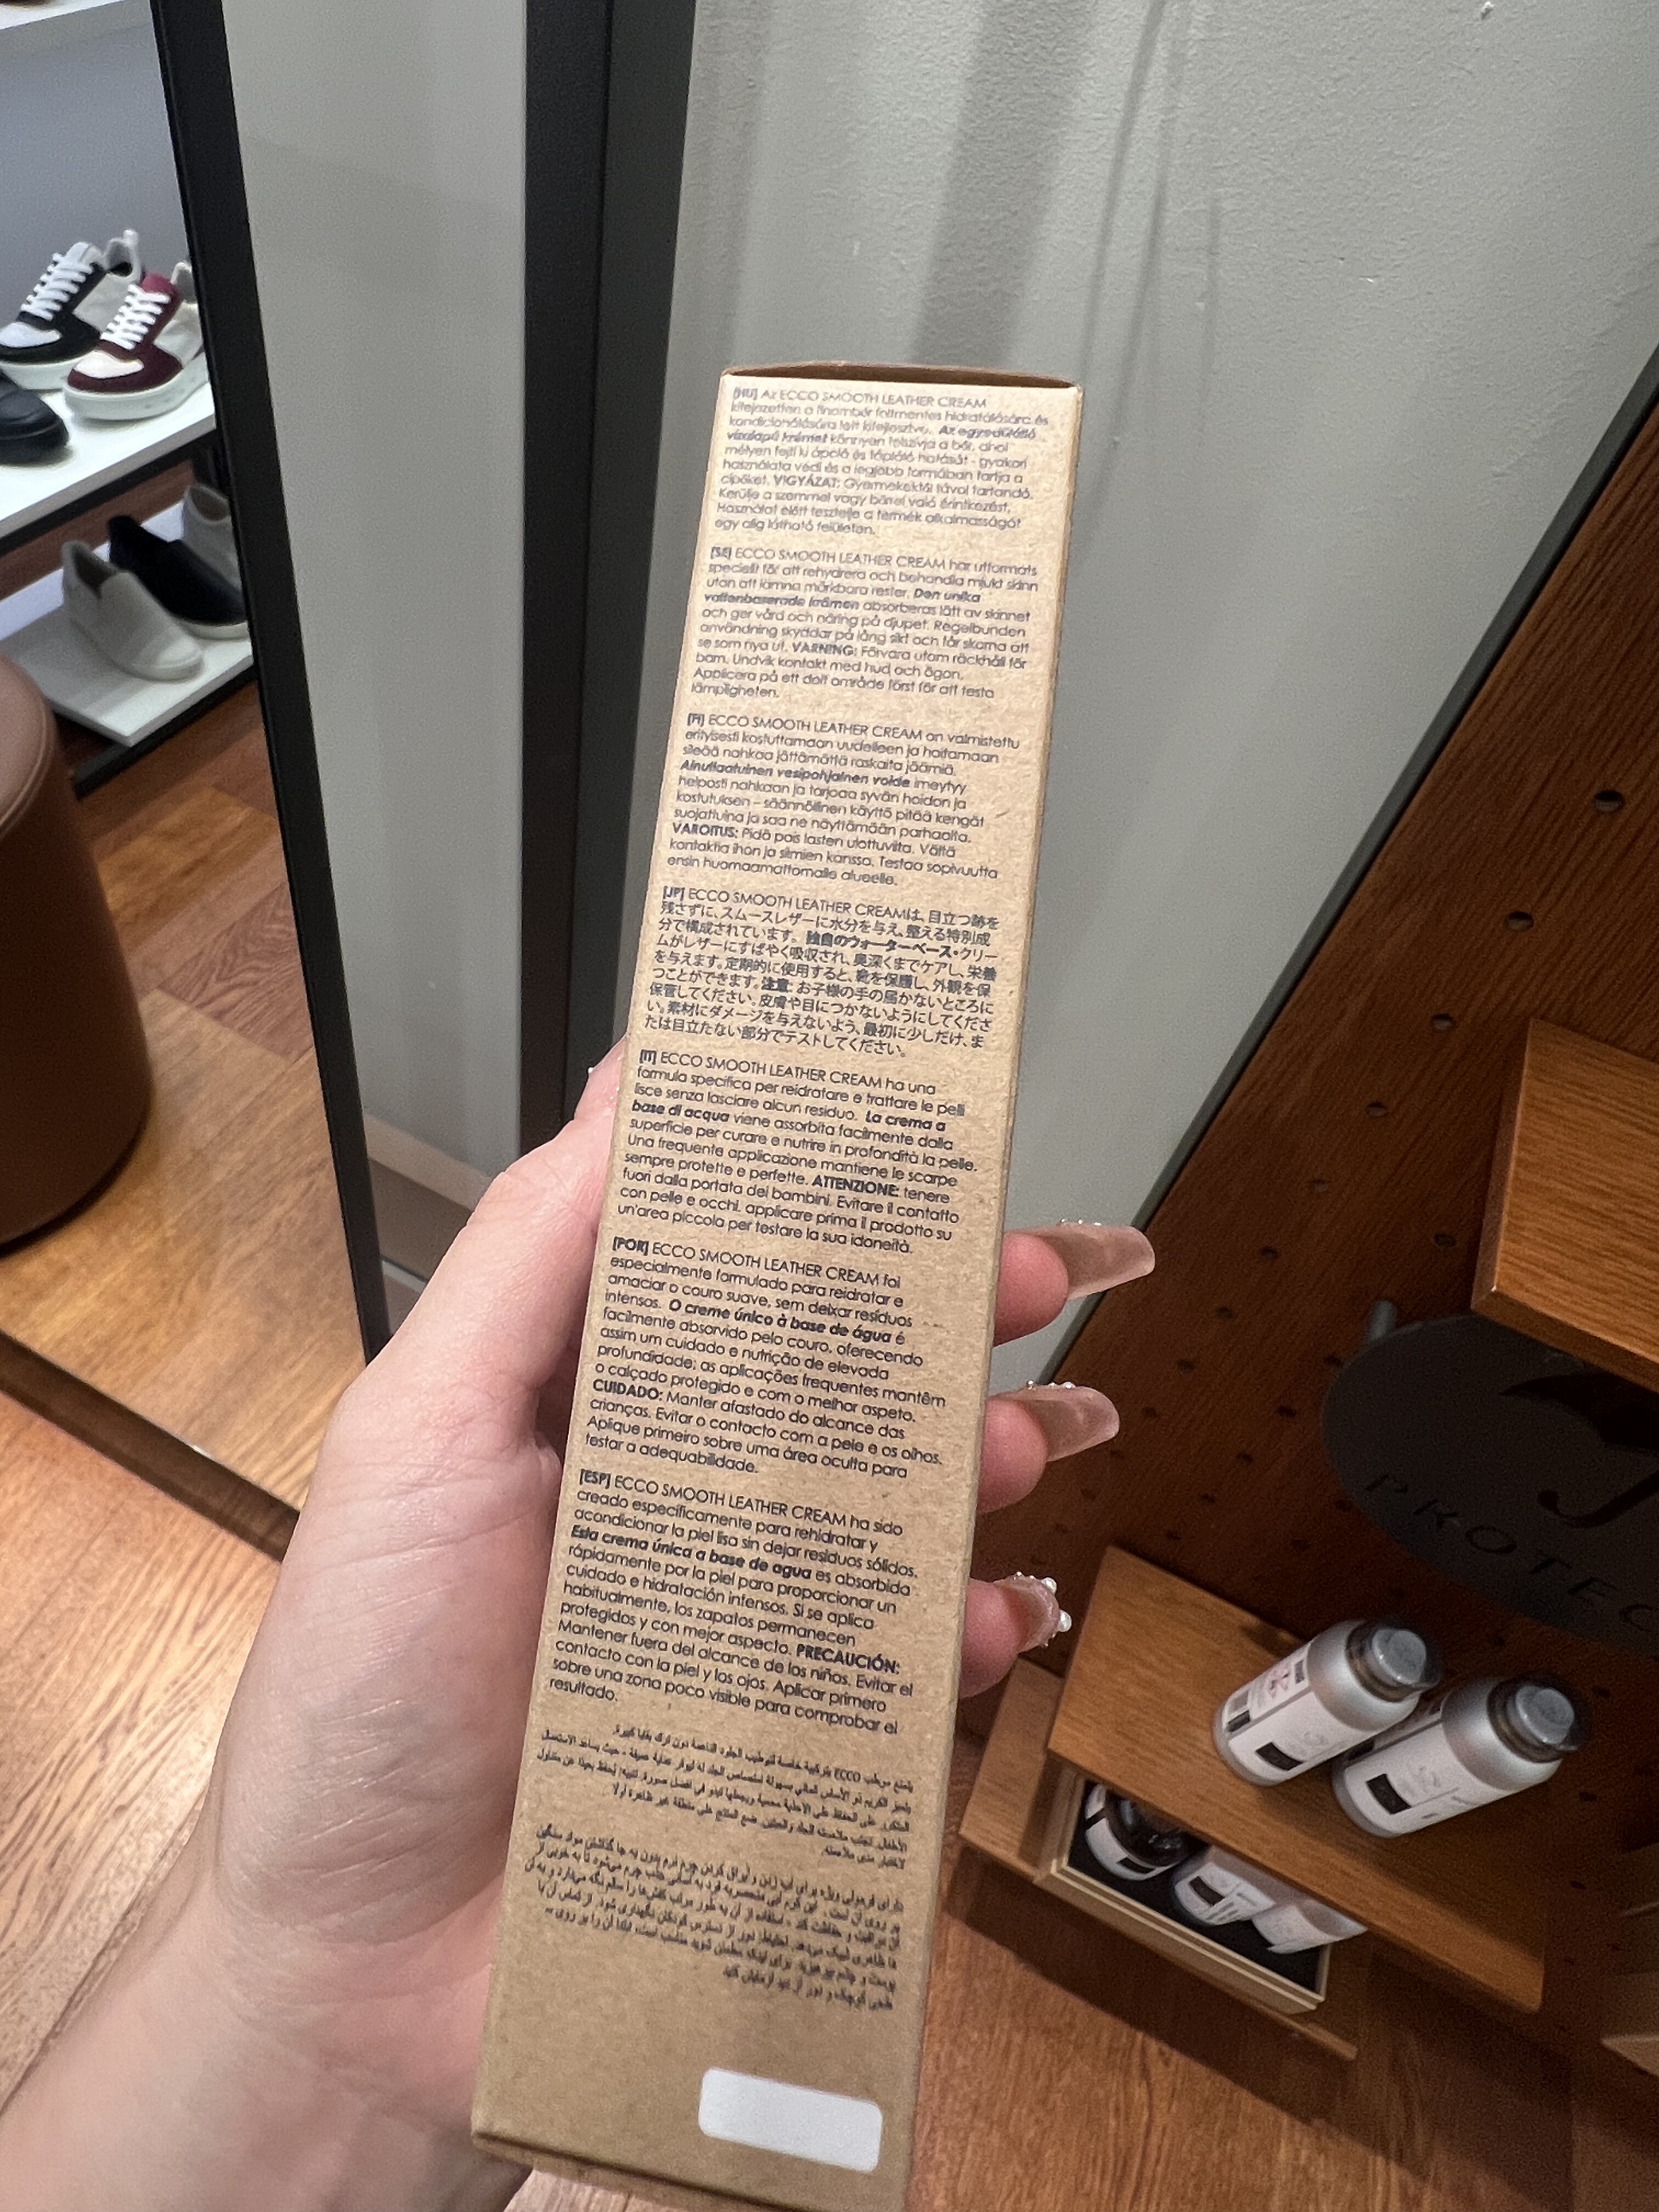 [HU] Az ECCO SMOOTH LEATHER CREAM
kifejezetten a finombőr foltmentes hidratálására és
kondicionálására lett kifejlesztve. Az egyedülálló
vízalapú krémet könnyen felszívja a bőr, ahol
mélyen fejti ki ápoló és tápláló hatását - gyakori
használata védi és a legjobb formában tartja a
cipőket. VIGYÁZAT: Gyermekektől távol tartandó.
Kerülje a szemmel vagy bőrrel való érintkezést.
Használat előtt tesztelje a termék alkalmasságát
egy alig látható felületen.
[SE] ECCO SMOOTH LEATHER CREAM har utformats
speciellt för att rehydrera och behandla mjukt skinn
utan att lämna märkbara rester. Den unika
vattenbaserade krämen absorberas lätt av skinnet
och ger vård och näring på djupet. Regelbunden
användning skyddar på lång sikt och får skorna att
se som nya ut. VARNING: Förvara utom räckhåll för
barn. Undvik kontakt med hud och ögon.
Applicera på ett dolt område först för att testa
lämpligheten.
[FI] ECCO SMOOTH LEATHER CREAM on valmistettu
erityisesti kostuttamaan uudelleen ja hoitamaan
sileää nahkaa jättämättä raskaita jäämiä.
Ainutlaatuinen vesipohjainen voide imeytyy
helposti nahkaan ja tarjoaa syvän hoidon ja
kostutuksen – säännöllinen käyttö pitää kengät
suojattuina ja saa ne näyttämään parhaalta.
VAROITUS: Pidä pois lasten ulottuvilta. Vältä
kontaktia ihon ja silmien kanssa. Testaa sopivuutta
ensin huomaamattomalle alueelle.
[JP] ECCO SMOOTH LEATHER CREAMは、目立つ跡を
残さずに、スムースレザーに水分を与え、整える特別成
分で構成されています。独自のウォーターベース・クリー
ムがレザーにすばやく吸収され、奥深くまでケアし、栄養
を与えます。定期的に使用すると、靴を保護し、外観を保
つことができます。注意: お子様の手の届かないところに
保管してください。皮膚や目につかないようにしてくださ
い。素材にダメージを与えないよう、最初に少しだけ、ま
たは目立たない部分でテストしてください。
[IT] ECCO SMOOTH LEATHER CREAM ha una
formula specifica per reidratare e trattare le pelli
lisce senza lasciare alcun residuo. La crema a
base di acqua viene assorbita facilmente dalla
superficie per curare e nutrire in profondità la pelle.
Una frequente applicazione mantiene le scarpe
sempre protette e perfette. ATTENZIONE: tenere
fuori dalla portata dei bambini. Evitare il contatto
con pelle e occhi. applicare prima il prodotto su
un'area piccola per testare la sua idoneità.
[POR] ECCO SMOOTH LEATHER CREAM foi
especialmente formulado para reidratar e
amaciar o couro suave, sem deixar resíduos
intensos. O creme único à base de água é
facilmente absorvido pelo couro, oferecendo
assim um cuidado e nutrição de elevada
profundidade; as aplicações frequentes mantêm
o calçado protegido e com o melhor aspeto.
CUIDADO: Manter afastado do alcance das
crianças. Evitar o contacto com a pele e os olhos.
Aplique primeiro sobre uma área oculta para
testar a adequabilidade.
[ESP] ECCO SMOOTH LEATHER CREAM ha sido
creado específicamente para rehidratar y
acondicionar la piel lisa sin dejar residuos sólidos.
Esta crema única a base de agua es absorbida
rápidamente por la piel para proporcionar un
cuidado e hidratación intensos. Si se aplica
habitualmente, los zapatos permanecen
protegidos y con mejor aspecto. PRECAUCIÓN:
Mantener fuera del alcance de los niños. Evitar el
contacto con la piel y los ojos. Aplicar primero
sobre una zona poco visible para comprobar el
resultado.
PROTEC